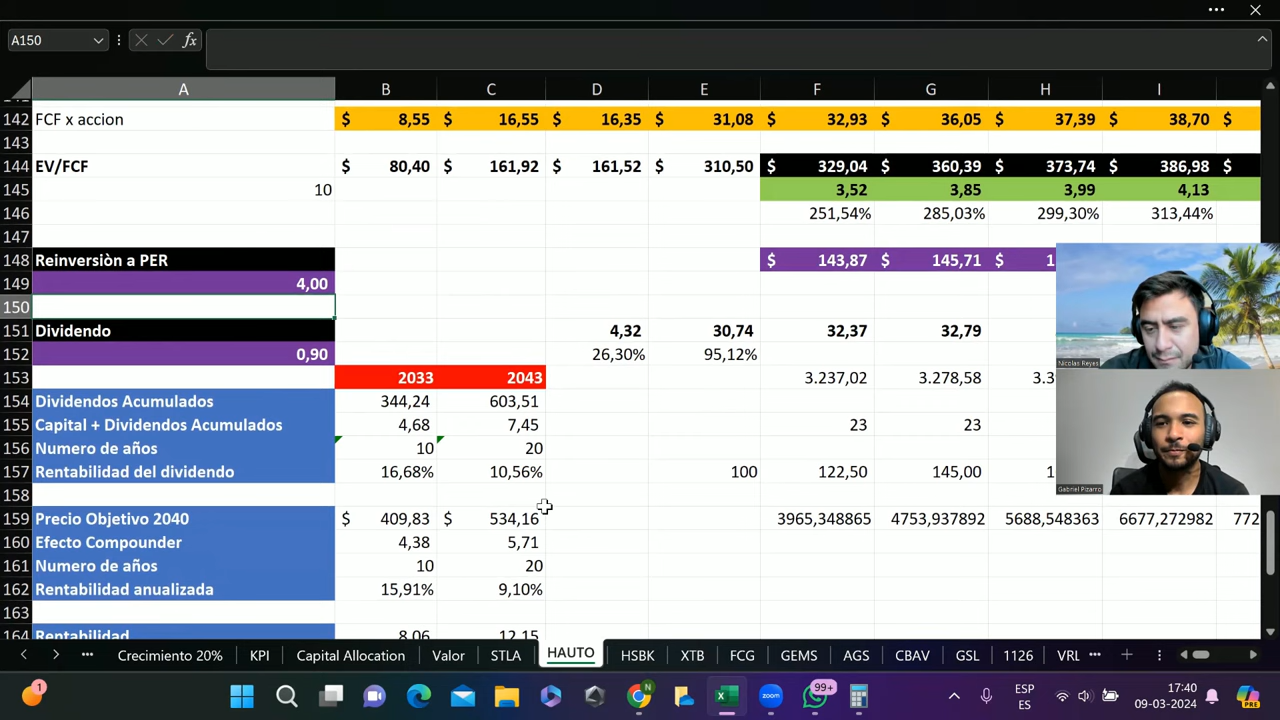 A150
fx
A B C D E F G H I
142 FCF x accion $ 8,55 $ 16,55 $ 16,35 $ 31,08 $ 32,93 $ 36,05 $ 37,39 $ 38,70 $
143
144 EV/FCF $ 80,40 $ 161,92 $ 161,52 $ 310,50 $ 329,04 $ 360,39 $ 373,74 $ 386,98 $
145 10 3,52 3,85 3,99 4,13
146 251,54% 285,03% 299,30% 313,44%
147
148 Reinversiòn a PER $ 143,87 $ 145,71 $ 1
149 4,00
150
151 Dividendo 4,32 30,74 32,37 32,79
152 0,90 26,30% 95,12%
153 2033 2043 3.237,02 3.278,58 3.3
154 Dividendos Acumulados 344,24 603,51
155 Capital + Dividendos Acumulados 4,68 7,45 23 23
156 Numero de años 10 20
157 Rentabilidad del dividendo 16,68% 10,56% 100 122,50 145,00 1
158
159 Precio Objetivo 2040 $ 409,83 $ 534,16 3965,348865 4753,937892 5688,548363 6677,272982 772
160 Efecto Compounder 4,38 5,71
161 Numero de años 10 20
162 Rentabilidad anualizada 15,91% 9,10%
163
164 Rentabilidad 8,06 12,15
Nicolas Reyes
Gabriel Pizarro
Crecimiento 20% KPI Capital Allocation Valor STLA HAUTO HSBK XTB FCG GEMS AGS CBAV GSL 1126 VRL
1
zoom
99+
ESP
ES
17:40
09-03-2024
PRE